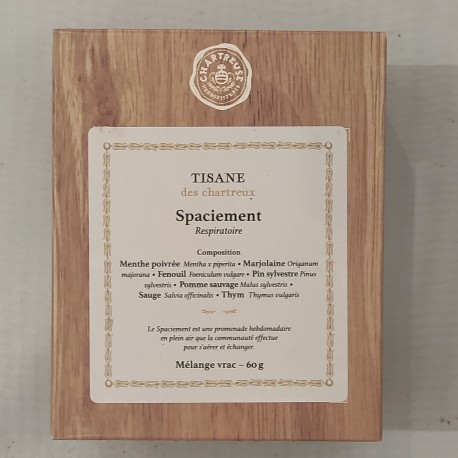 CHARTREUSE
HERBORISTERIE
TISANE
des chartreux
Spaciement
Respiratoire
Composition
Menthe poivrée Mentha x piperita • Marjolaine Origanum
majorana • Fenouil Foeniculum vulgare • Pin sylvestre Pinus
sylvestris • Pomme sauvage Malus sylvestris •
Sauge Salvia officinalis • Thym Thymus vulgaris
Le Spaciement est une promenade hebdomadaire
en plein air que la communauté effectue
pour s'aérer et échanger.
Mélange vrac – 60 g